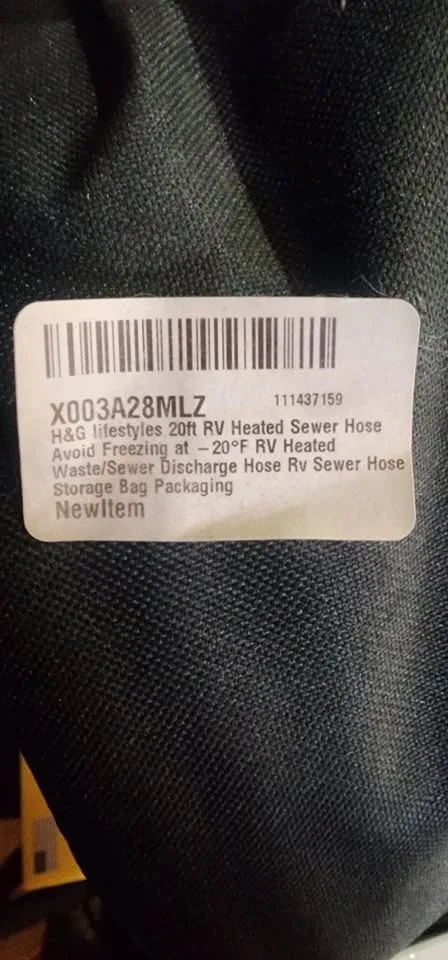 X003A28MLZ 111437159
H&G lifestyles 20ft RV Heated Sewer Hose
Avoid Freezing at -20°F RV Heated
Waste/Sewer Discharge Hose Rv Sewer Hose
Storage Bag Packaging
NewItem